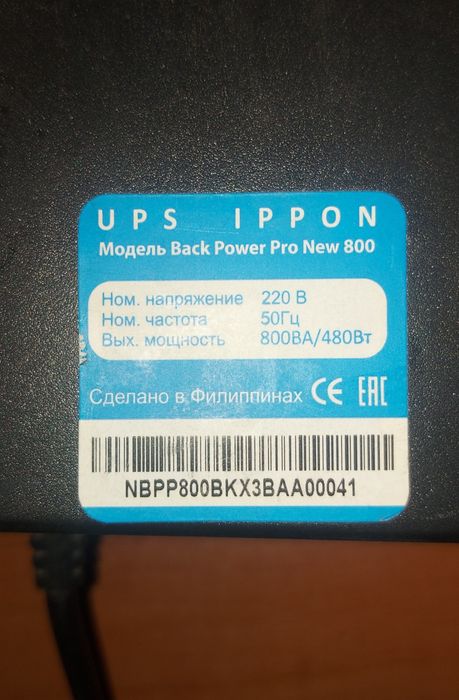 UPS IPPON
Модель Back Power Pro New 800
Ном. напряжение 220 В
Ном. частота 50Гц
Вых. мощность 800ВА/480Вт
Сделано в Филиппинах CE EAC
NBPP800BKX3BAA00041